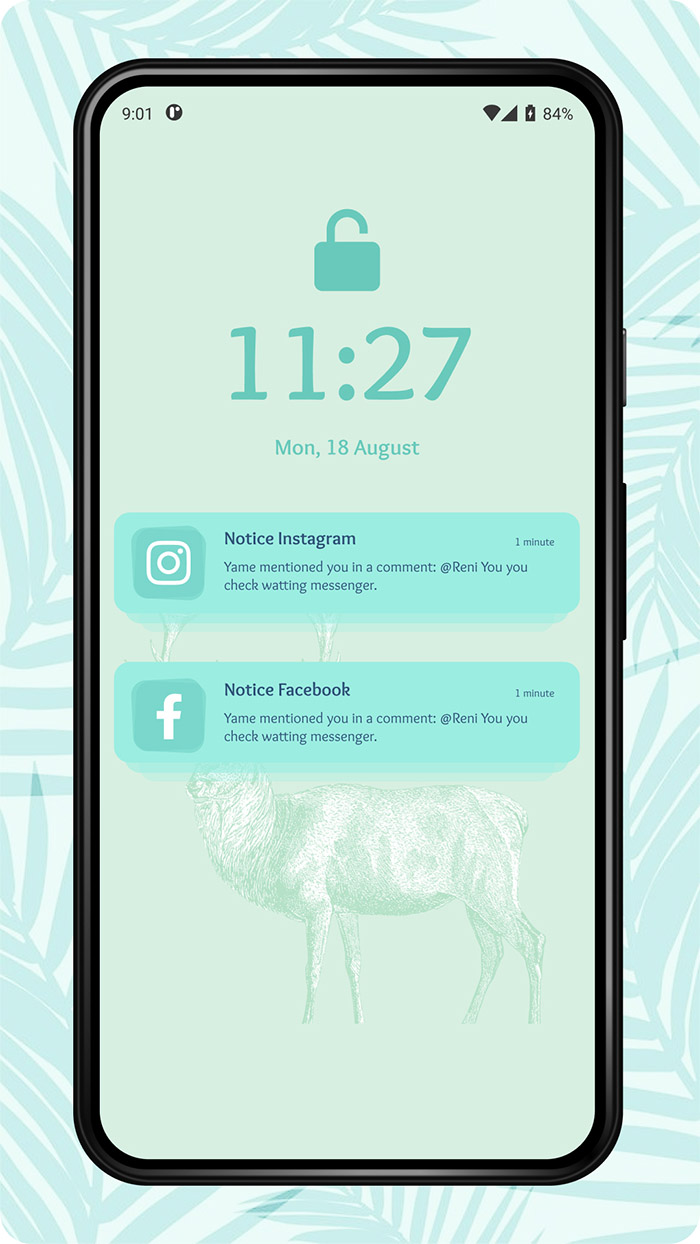 9:01 84%
11:27
Mon, 18 August
Notice Instagram 1 minute
Yame mentioned you in a comment: @Reni You you
check watting messenger.
Notice Facebook 1 minute
Yame mentioned you in a comment: @Reni You you
check watting messenger.